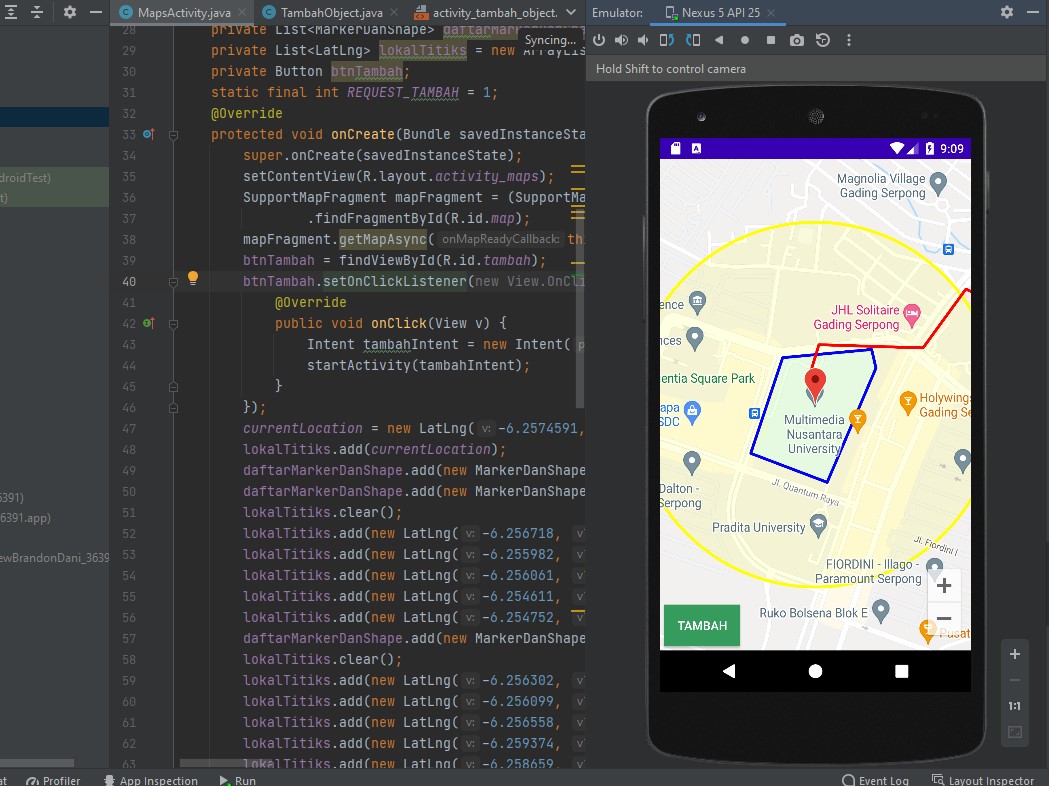 MapsActivity.java
TambahObject.java
activity_tambah_object.
Emulator:
Nexus 5 API 25
Syncing...
Hold Shift to control camera
28 private List<MarkerDanShape> daftarMar
29 private List<LatLng> lokalTitiks = new ArrayLis
30 private Button btnTambah;
31 static final int REQUEST_TAMBAH = 1;
32 @Override
33 protected void onCreate(Bundle savedInstanceSta
34 super.onCreate(savedInstanceState);
35 setContentView(R.layout.activity_maps);
36 SupportMapFragment mapFragment = (SupportMa
37 .findFragmentById(R.id.map);
38 mapFragment.getMapAsync( onMapReadyCallback: th
39 btnTambah = findViewById(R.id.tambah);
40 btnTambah.setOnClickListener(new View.OnCli
41 @Override
42 public void onClick(View v) {
43 Intent tambahIntent = new Intent( p
44 startActivity(tambahIntent);
45 }
46 });
47 currentLocation = new LatLng( v: -6.2574591,
48 lokalTitiks.add(currentLocation);
49 daftarMarkerDanShape.add(new MarkerDanShape
50 daftarMarkerDanShape.add(new MarkerDanShape
51 lokalTitiks.clear();
52 lokalTitiks.add(new LatLng( v: -6.256718, v
53 lokalTitiks.add(new LatLng( v: -6.255982, v
54 lokalTitiks.add(new LatLng( v: -6.256061, v
55 lokalTitiks.add(new LatLng( v: -6.254611, v
56 lokalTitiks.add(new LatLng( v: -6.254752, v
57 daftarMarkerDanShape.add(new MarkerDanShape
58 lokalTitiks.clear();
59 lokalTitiks.add(new LatLng( v: -6.256302, v
60 lokalTitiks.add(new LatLng( v: -6.256099, v
61 lokalTitiks.add(new LatLng( v: -6.256558, v
62 lokalTitiks.add(new LatLng( v: -6.259374, v
63 lokalTitiks.add(new LatLng( v: -6.258659, v
droidTest)
t)
6391)
6391.app)
ewBrandonDani_3639
9:09
Magnolia Village
Gading Serpong
ence
JHL Solitaire
Gading Serpong
nces
entia Square Park
apa
SDC
Holywings
Gading Se
Multimedia
Nusantara
University
Dalton -
Serpong
Jl. Quantum Raya
Pradita University
Jl. Fiordini I
FIORDINI - Illago -
Paramount Serpong
Ruko Bolsena Blok E
Pusat
TAMBAH
+
−
+
−
1:1
at
Profiler
App Inspection
Run
Event Log
Layout Inspector